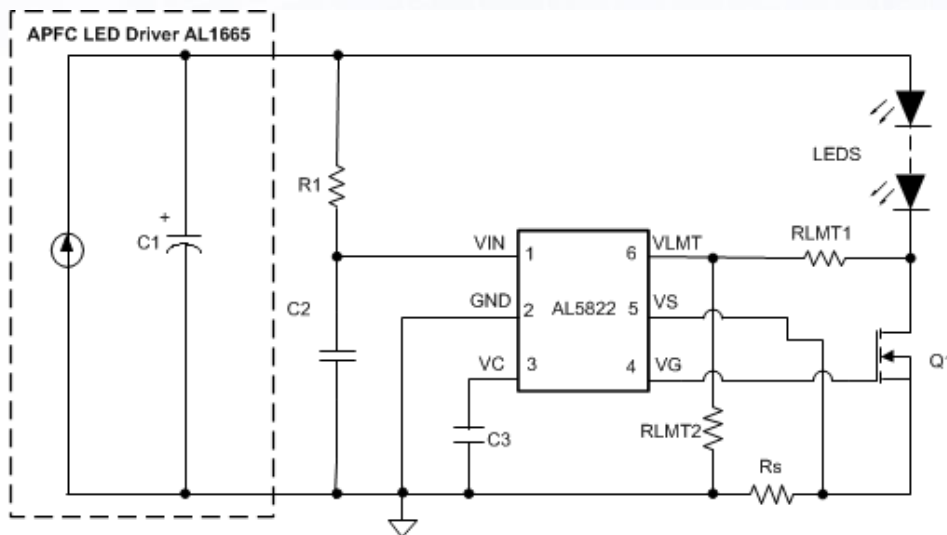 APFC LED Driver AL1665
LEDS
R1
RLMT1
+
C1
VIN
1
6
VLMT
C2
GND
2
AL5822
5
VS
VC
3
4
VG
Q1
C3
RLMT2
Rs